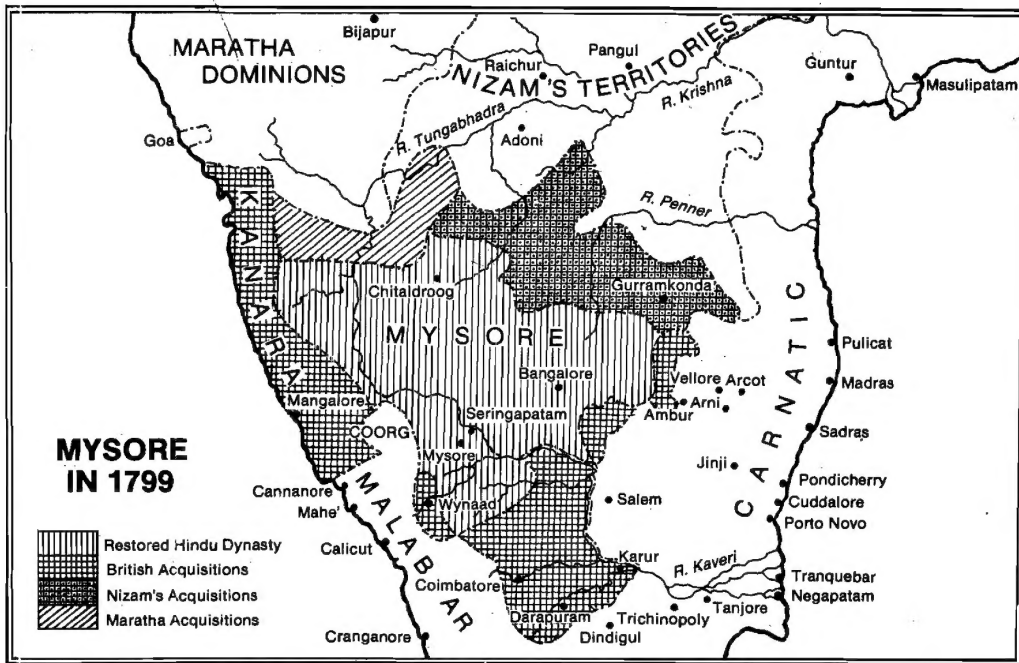 Bijapur
MARATHA
DOMINIONS
Pangul
Raichur
NIZAM'S TERRITORIES
Guntur
Masulipatam
R. Krishna
R. Tungabhadra
Adoni
Goa
KANARA
R. Penner
Chitaldroog
Gurramkonda
MYSORE
Bangalore
CARNATIC
Pulicat
Vellore
Arcot
Madras
Mangalore
Seringapatam
Ambur
Arni
COORG
Mysore
Sadras
Jinji
MYSORE
IN 1799
Cannanore
Wynaad
Salem
Pondicherry
Cuddalore
Mahe'
MALABAR
Porto Novo
Restored Hindu Dynasty
British Acquisitions
Nizam's Acquisitions
Maratha Acquisitions
Calicut
Coimbatore
Karur
R. Kaveri
Tranquebar
Darapuram
Trichinopoly
Tanjore
Negapatam
Cranganore
Dindigul